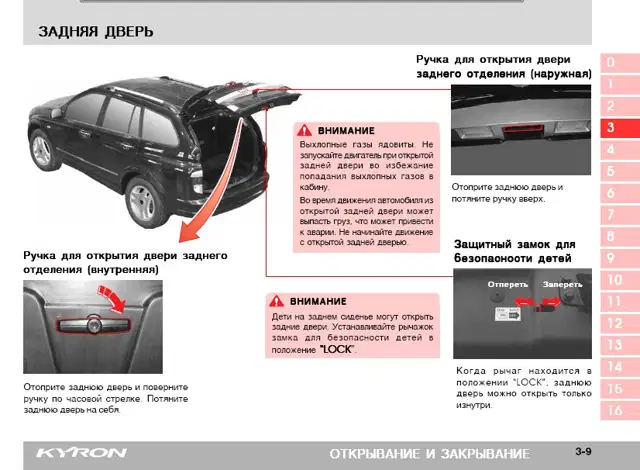 ЗАДНЯЯ ДВЕРЬ
Ручка для открытия двери
заднего отделения (наружная)
ВНИМАНИЕ
Выхлопные газы ядовиты. Не
запускайте двигатель при открытой
задней двери во избежание
попадания выхлопных газов в
кабину.
Во время движения автомобиля из
открытой задней двери может
выпасть груз, что может привести
к аварии. Не начинайте движение
с открытой задней дверью.
Отоприте заднюю дверь и
потяните ручку вверх.
Ручка для открытия двери заднего
отделения (внутренняя)
Отоприте заднюю дверь и поверните
ручку по часовой стрелке. Потяните
заднюю дверь на себя.
ВНИМАНИЕ
Дети на заднем сиденье могут открыть
задние двери. Устанавливайте рычажок
замка для безопасности детей в
положение "LOCK".
Защитный замок для
безопасности детей
Отпереть Запереть
Когда рычаг находится в
положении "LOCK", заднюю
дверь можно открыть только
изнутри.
0
1
2
3
4
5
6
7
8
9
10
11
12
13
14
15
16
KYRON
ОТКРЫВАНИЕ И ЗАКРЫВАНИЕ
3-9